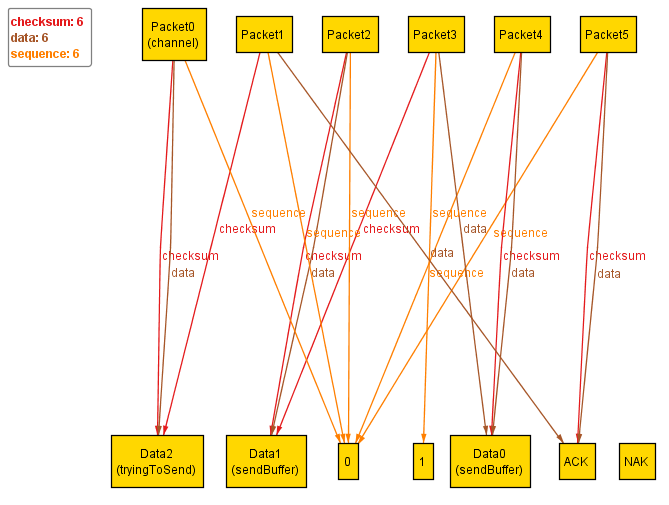 checksum: 6
data: 6
sequence: 6
Packet0
(channel)
Packet1
Packet2
Packet3
Packet4
Packet5
sequence
sequence
sequence
checksum
checksum
data
sequence
sequence
data
checksum
checksum
checksum
checksum
data
data
sequence
data
data
Data2
(tryingToSend)
Data1
(sendBuffer)
0
1
Data0
(sendBuffer)
ACK
NAK